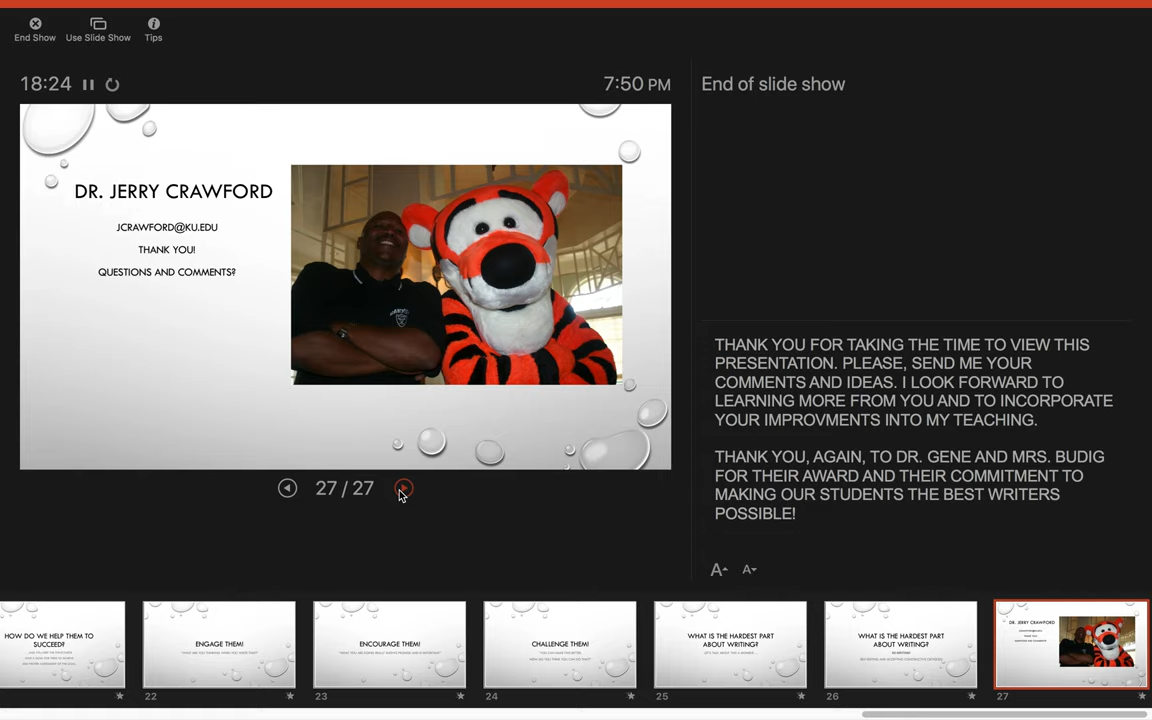 End Show
Use Slide Show
Tips
18:24
7:50 PM
End of slide show
DR. JERRY CRAWFORD
JCRAWFORD@KU.EDU
THANK YOU!
QUESTIONS AND COMMENTS?
27 / 27
THANK YOU FOR TAKING THE TIME TO VIEW THIS
PRESENTATION. PLEASE, SEND ME YOUR
COMMENTS AND IDEAS. I LOOK FORWARD TO
LEARNING MORE FROM YOU AND TO INCORPORATE
YOUR IMPROVMENTS INTO MY TEACHING.
THANK YOU, AGAIN, TO DR. GENE AND MRS. BUDIG
FOR THEIR AWARD AND THEIR COMMITMENT TO
MAKING OUR STUDENTS THE BEST WRITERS
POSSIBLE!
A A
HOW DO WE HELP THEM TO
SUCCEED?
ENGAGE THEM!
ENCOURAGE THEM!
CHALLENGE THEM!
WHAT IS THE HARDEST PART
ABOUT WRITING?
WHAT IS THE HARDEST PART
ABOUT WRITING?
DR. JERRY CRAWFORD
22
23
24
25
26
27